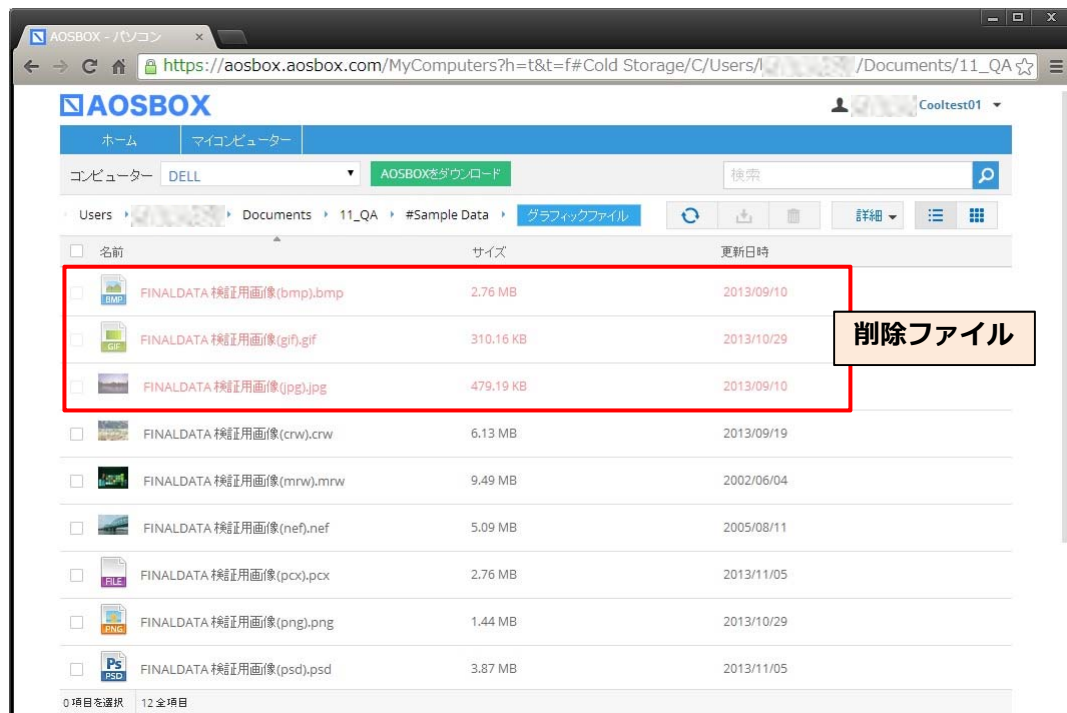 AOSBOX - パソコン
https://aosbox.aosbox.com/MyComputers?h=t&t=f#Cold Storage/C/Users/ /Documents/11_QA
AOSBOX
Cooltest01
ホーム マイコンピューター
コンピューター DELL AOSBOXをダウンロード 検索
Users Documents 11_QA #Sample Data グラフィックファイル 詳細
名前 サイズ 更新日時
BMP FINALDATA 検証用画像(bmp).bmp 2.76 MB 2013/09/10
GIF FINALDATA 検証用画像(gif).gif 310.16 KB 2013/10/29
削除ファイル
FINALDATA 検証用画像(jpg).jpg 479.19 KB 2013/09/10
FINALDATA 検証用画像(crw).crw 6.13 MB 2013/09/19
FINALDATA 検証用画像(mrw).mrw 9.49 MB 2002/06/04
FINALDATA 検証用画像(nef).nef 5.09 MB 2005/08/11
FILE FINALDATA 検証用画像(pcx).pcx 2.76 MB 2013/11/05
PNG FINALDATA 検証用画像(png).png 1.44 MB 2013/10/29
Ps PSD FINALDATA 検証用画像(psd).psd 3.87 MB 2013/11/05
0 項目を選択 12 全項目